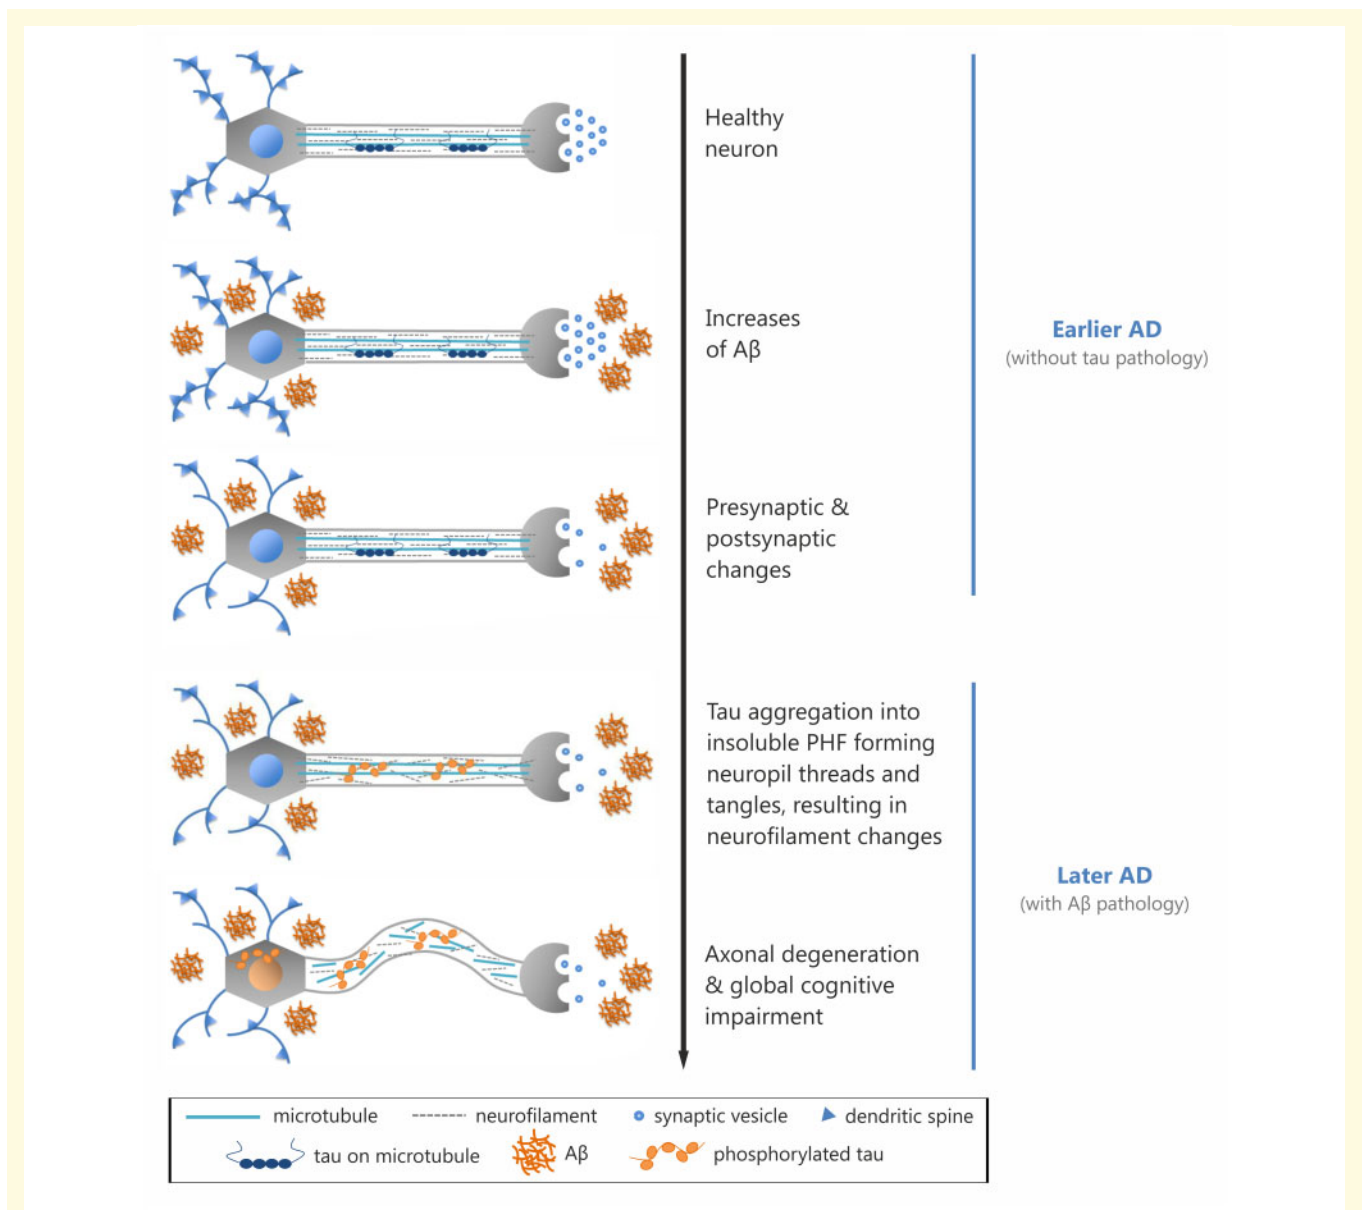 Healthy
neuron
Increases
of Aβ
Earlier AD
(without tau pathology)
Presynaptic &
postsynaptic
changes
Tau aggregation into
insoluble PHF forming
neuropil threads and
tangles, resulting in
neurofilament changes
Later AD
(with Aβ pathology)
Axonal degeneration
& global cognitive
impairment
microtubule neurofilament synaptic vesicle dendritic spine
tau on microtubule Aβ phosphorylated tau